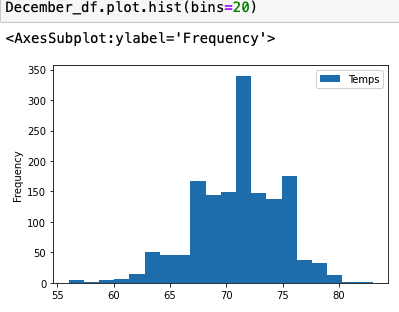 December_df.plot.hist(bins=20)
<AxesSubplot:ylabel='Frequency'>
350
Temps
300
250
200
Frequency
150
100
50
0
55 60 65 70 75 80